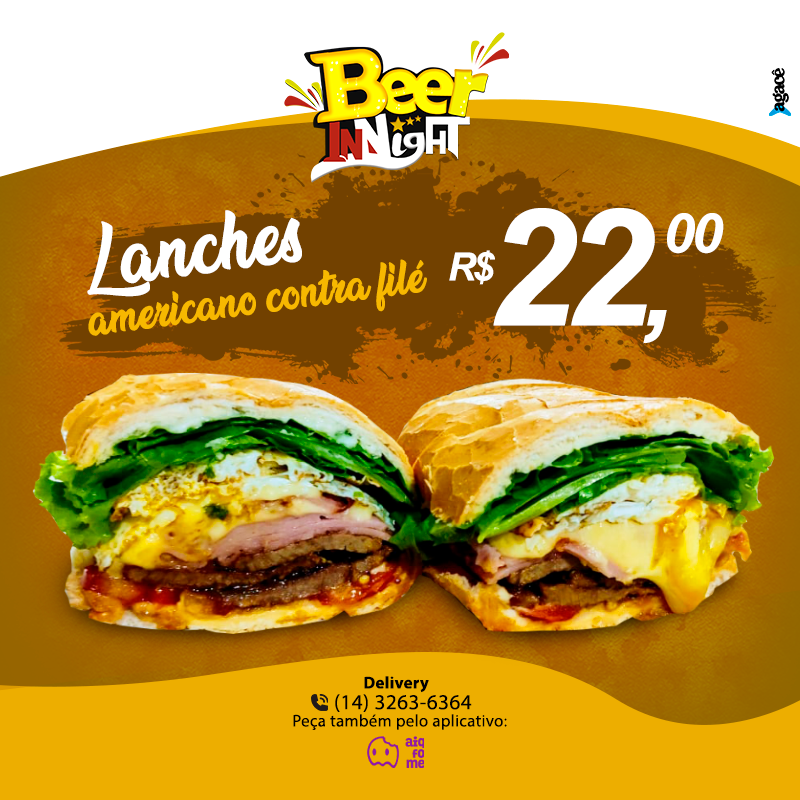 Beer
InNight
agacê
Lanches
americano contra filé
R$ 22,00
Delivery
(14) 3263-6364
Peça também pelo aplicativo:
aiq
fo
me